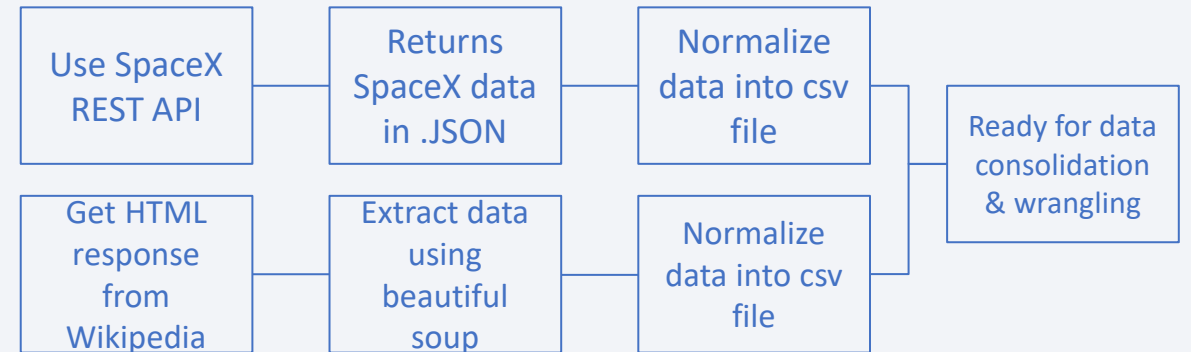 Use SpaceX
REST API
Returns
SpaceX data
in .JSON
Normalize
data into csv
file
Get HTML
response
from
Wikipedia
Extract data
using
beautiful
soup
Normalize
data into csv
file
Ready for data
consolidation
& wrangling